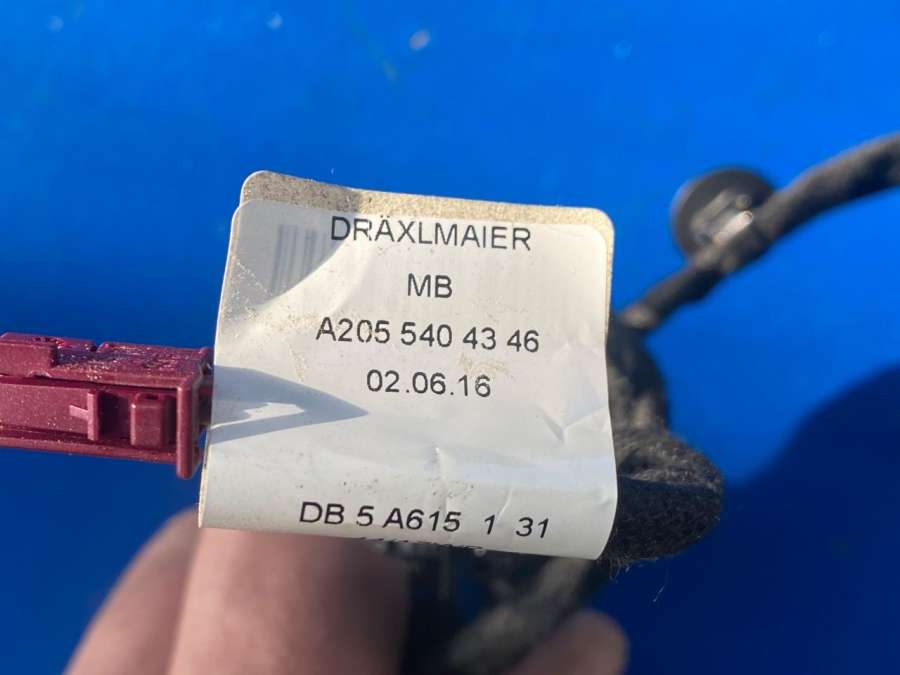 DRÄXLMAIER
MB
A205 540 43 46
02.06.16
DB 5 A615 1 31